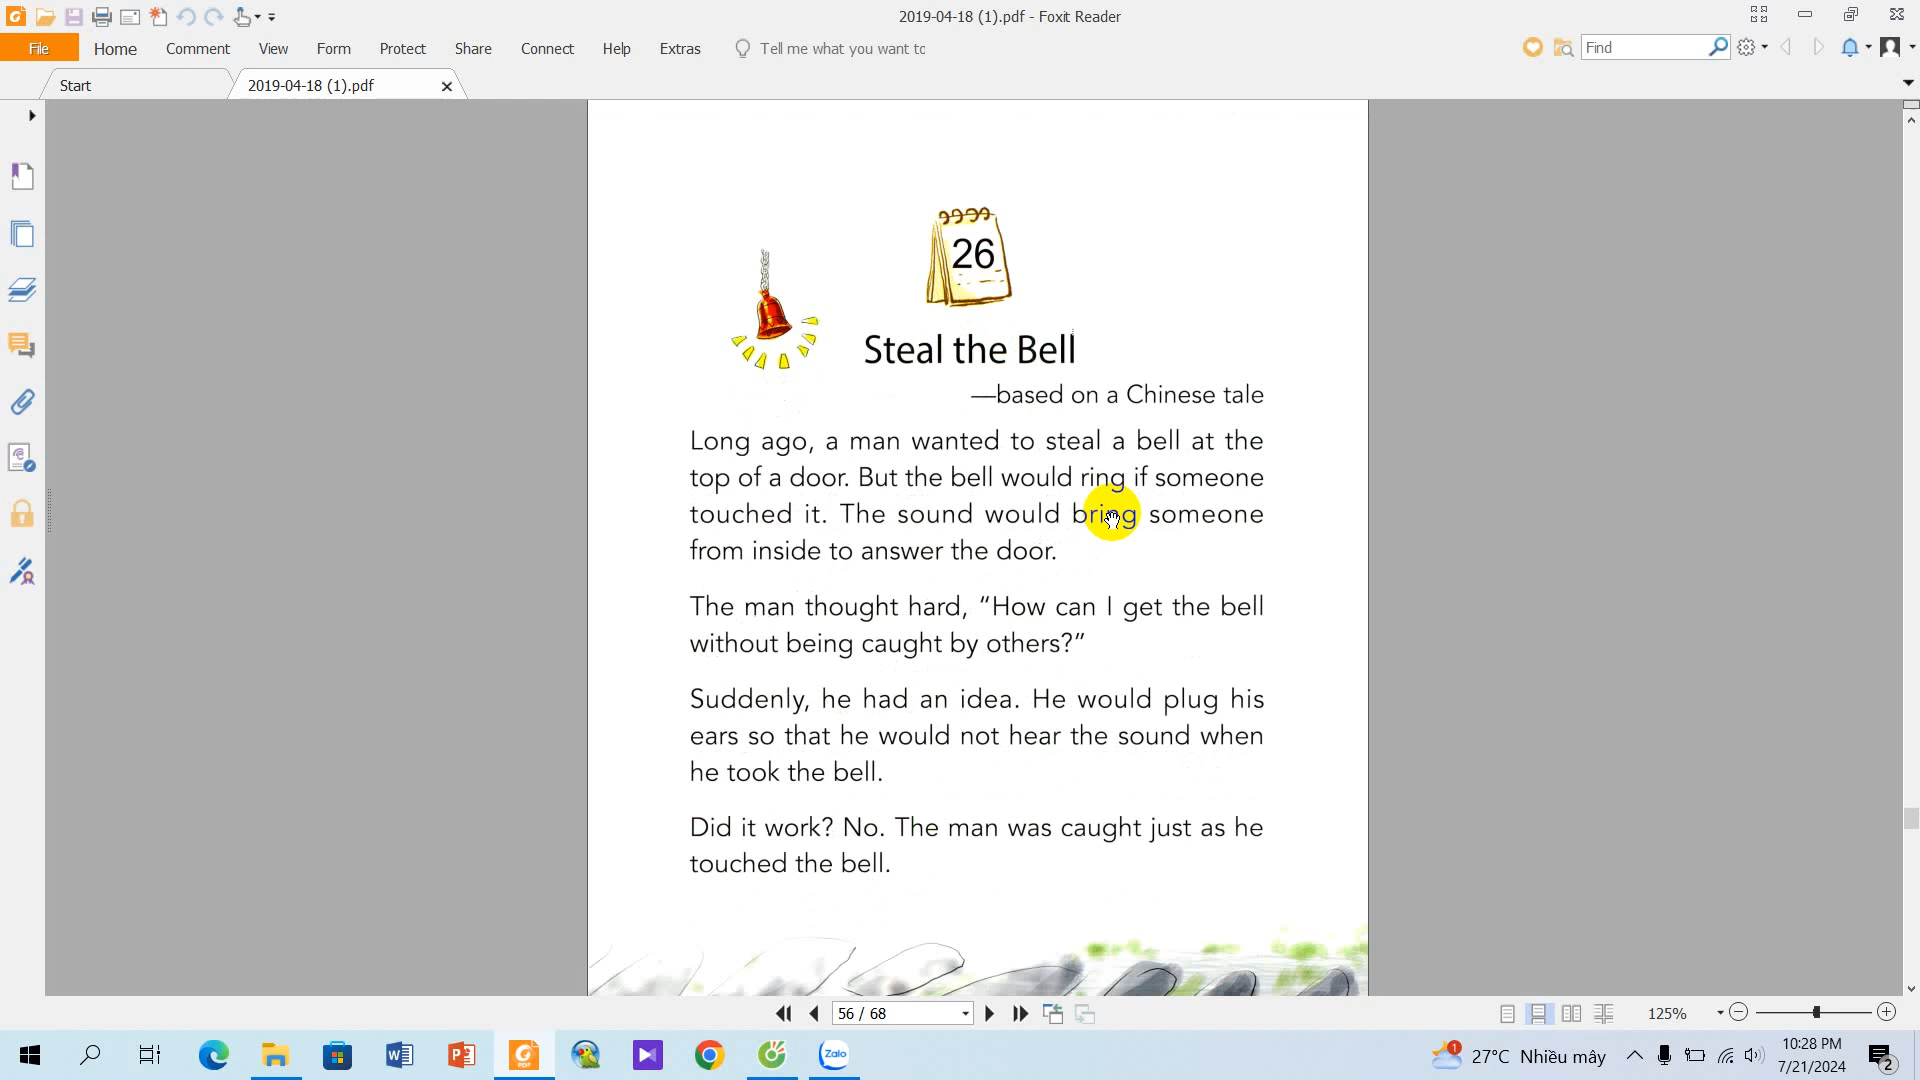 2019-04-18 (1).pdf - Foxit Reader
File Home Comment View Form Protect Share Connect Help Extras Tell me what you want to Find
Start 2019-04-18 (1).pdf
26
Steal the Bell
—based on a Chinese tale
Long ago, a man wanted to steal a bell at the
top of a door. But the bell would ring if someone
touched it. The sound would bring someone
from inside to answer the door.
The man thought hard, “How can I get the bell
without being caught by others?”
Suddenly, he had an idea. He would plug his
ears so that he would not hear the sound when
he took the bell.
Did it work? No. The man was caught just as he
touched the bell.
56 / 68
125%
Zalo
1
27°C Nhiều mây
10:28 PM
7/21/2024
2